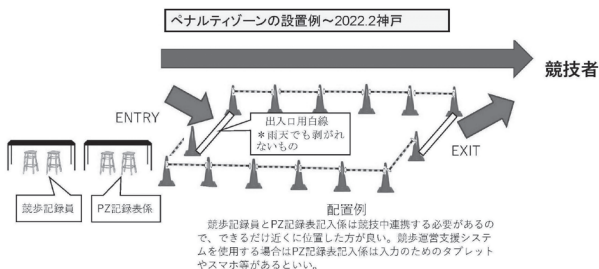 ペナルティゾーンの設置例～2022.2神戸
競技者
ENTRY
出入口用白線
＊雨天でも剥がれ
ないもの
EXIT
競歩記録員
PZ記録表係
配置例
競歩記録員とPZ記録表記入係は競技中連携する必要があるの
で、できるだけ近くに位置した方が良い。競歩運営支援システ
ムを使用する場合はPZ記録表記入係は入力のためのタブレット
やスマホ等があるといい。